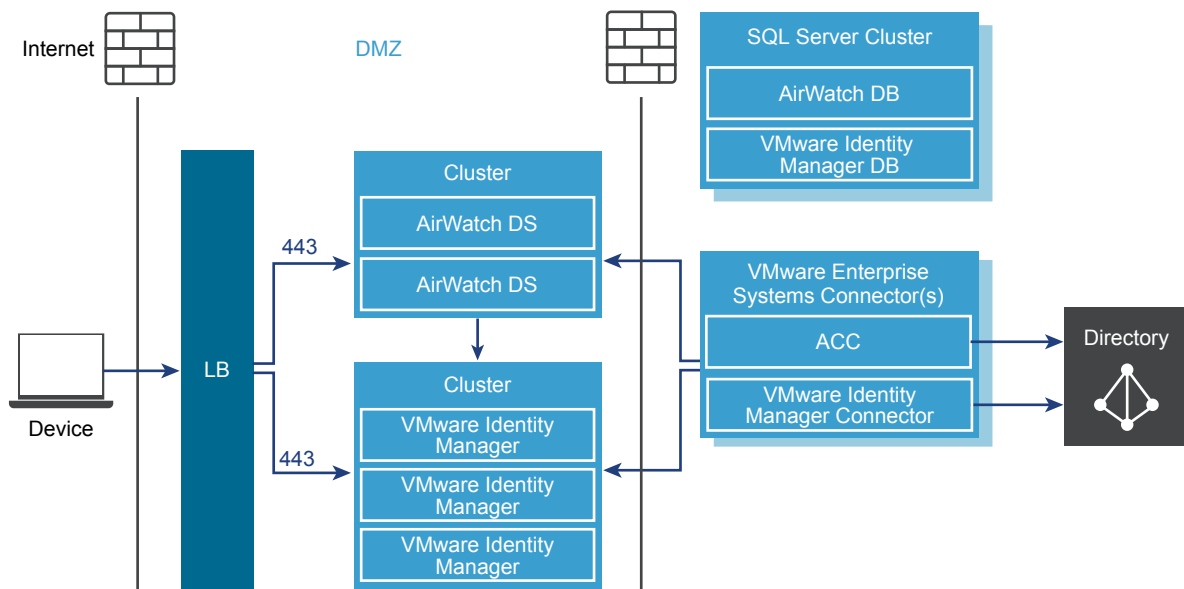 Internet
DMZ
SQL Server Cluster
AirWatch DB
VMware Identity
Manager DB
Cluster
AirWatch DS
AirWatch DS
443
VMware Enterprise
Systems Connector(s)
ACC
VMware Identity
Manager Connector
Directory
LB
Device
Cluster
VMware Identity
Manager
443
VMware Identity
Manager
VMware Identity
Manager